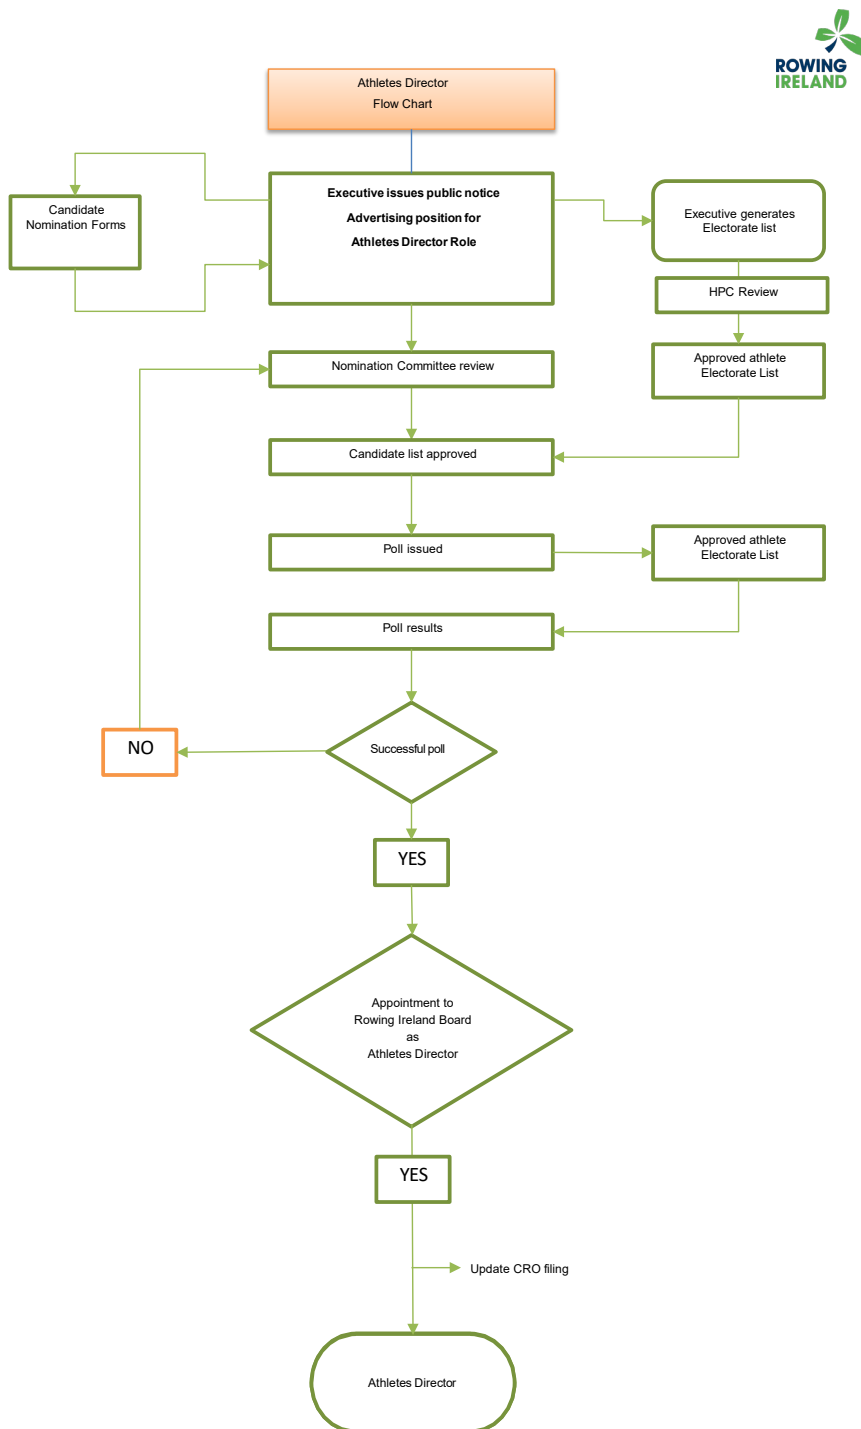 ROWING
IRELAND
Athletes Director
Flow Chart
Executive issues public notice
Advertising position for
Athletes Director Role
Candidate
Nomination Forms
Executive generates
Electorate list
HPC Review
Nomination Committee review
Approved athlete
Electorate List
Candidate list approved
Poll issued
Approved athlete
Electorate List
Poll results
Successful poll
NO
YES
Appointment to
Rowing Ireland Board
as
Athletes Director
YES
Update CRO filing
Athletes Director